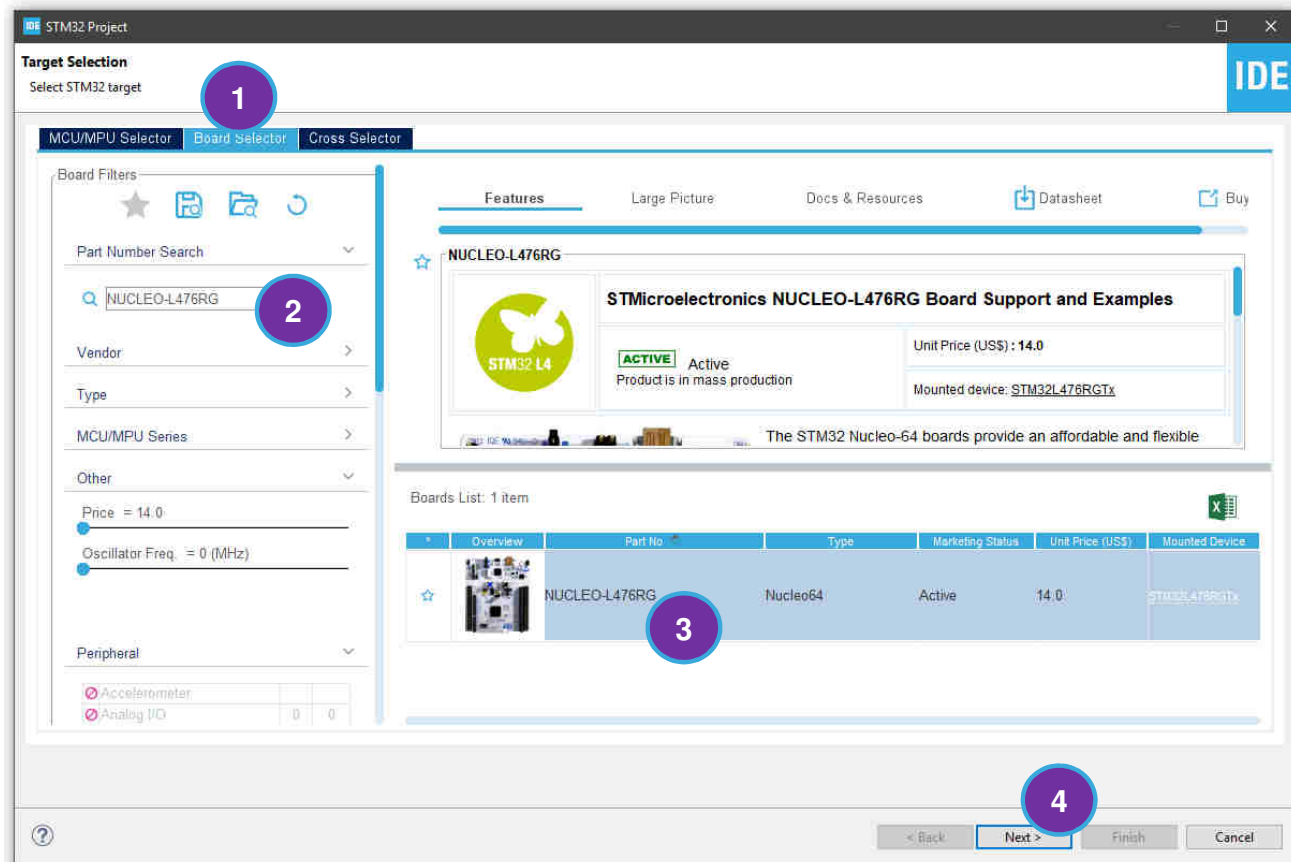 IDE STM32 Project
Target Selection
Select STM32 target
IDE
1
MCU/MPU Selector Board Selector Cross Selector
Board Filters
Part Number Search
NUCLEO-L476RG
2
Vendor
Type
MCU/MPU Series
Other
Price = 14.0
Oscillator Freq. = 0 (MHz)
Peripheral
Accelerometer
Analog I/O 0 0
Features Large Picture Docs & Resources Datasheet Buy
NUCLEO-L476RG
STM32 L4
STMicroelectronics NUCLEO-L476RG Board Support and Examples
ACTIVE Active
Product is in mass production
Unit Price (US$) : 14.0
Mounted device: STM32L476RGTx
The STM32 Nucleo-64 boards provide an affordable and flexible
Boards List: 1 item
* Overview Part No Type Marketing Status Unit Price (US$) Mounted Device
NUCLEO-L476RG Nucleo64 Active 14.0 STM32L476RGTx
3
4
? < Back Next > Finish Cancel